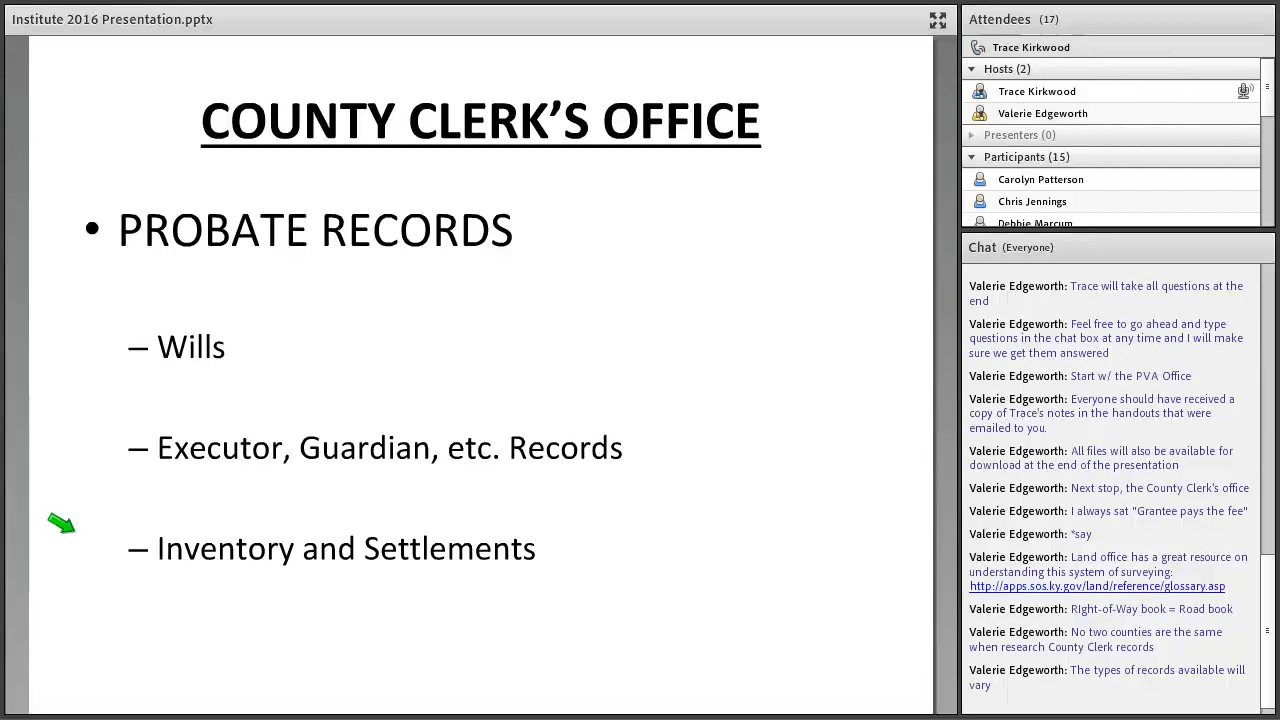 Institute 2016 Presentation.pptx
COUNTY CLERK’S OFFICE
• PROBATE RECORDS
– Wills
– Executor, Guardian, etc. Records
– Inventory and Settlements
Attendees (17)
Trace Kirkwood
Hosts (2)
Trace Kirkwood
Valerie Edgeworth
Presenters (0)
Participants (15)
Carolyn Patterson
Chris Jennings
Debbie Marcum
Chat (Everyone)
Valerie Edgeworth: Trace will take all questions at the
end
Valerie Edgeworth: Feel free to go ahead and type
questions in the chat box at any time and I will make
sure we get them answered
Valerie Edgeworth: Start w/ the PVA Office
Valerie Edgeworth: Everyone should have received a
copy of Trace's notes in the handouts that were
emailed to you.
Valerie Edgeworth: All files will also be available for
download at the end of the presentation
Valerie Edgeworth: Next stop, the County Clerk's office
Valerie Edgeworth: I always sat "Grantee pays the fee"
Valerie Edgeworth: *say
Valerie Edgeworth: Land office has a great resource on
understanding this system of surveying:
http://apps.sos.ky.gov/land/reference/glossary.asp
Valerie Edgeworth: RIght-of-Way book = Road book
Valerie Edgeworth: No two counties are the same
when research County Clerk records
Valerie Edgeworth: The types of records available will
vary